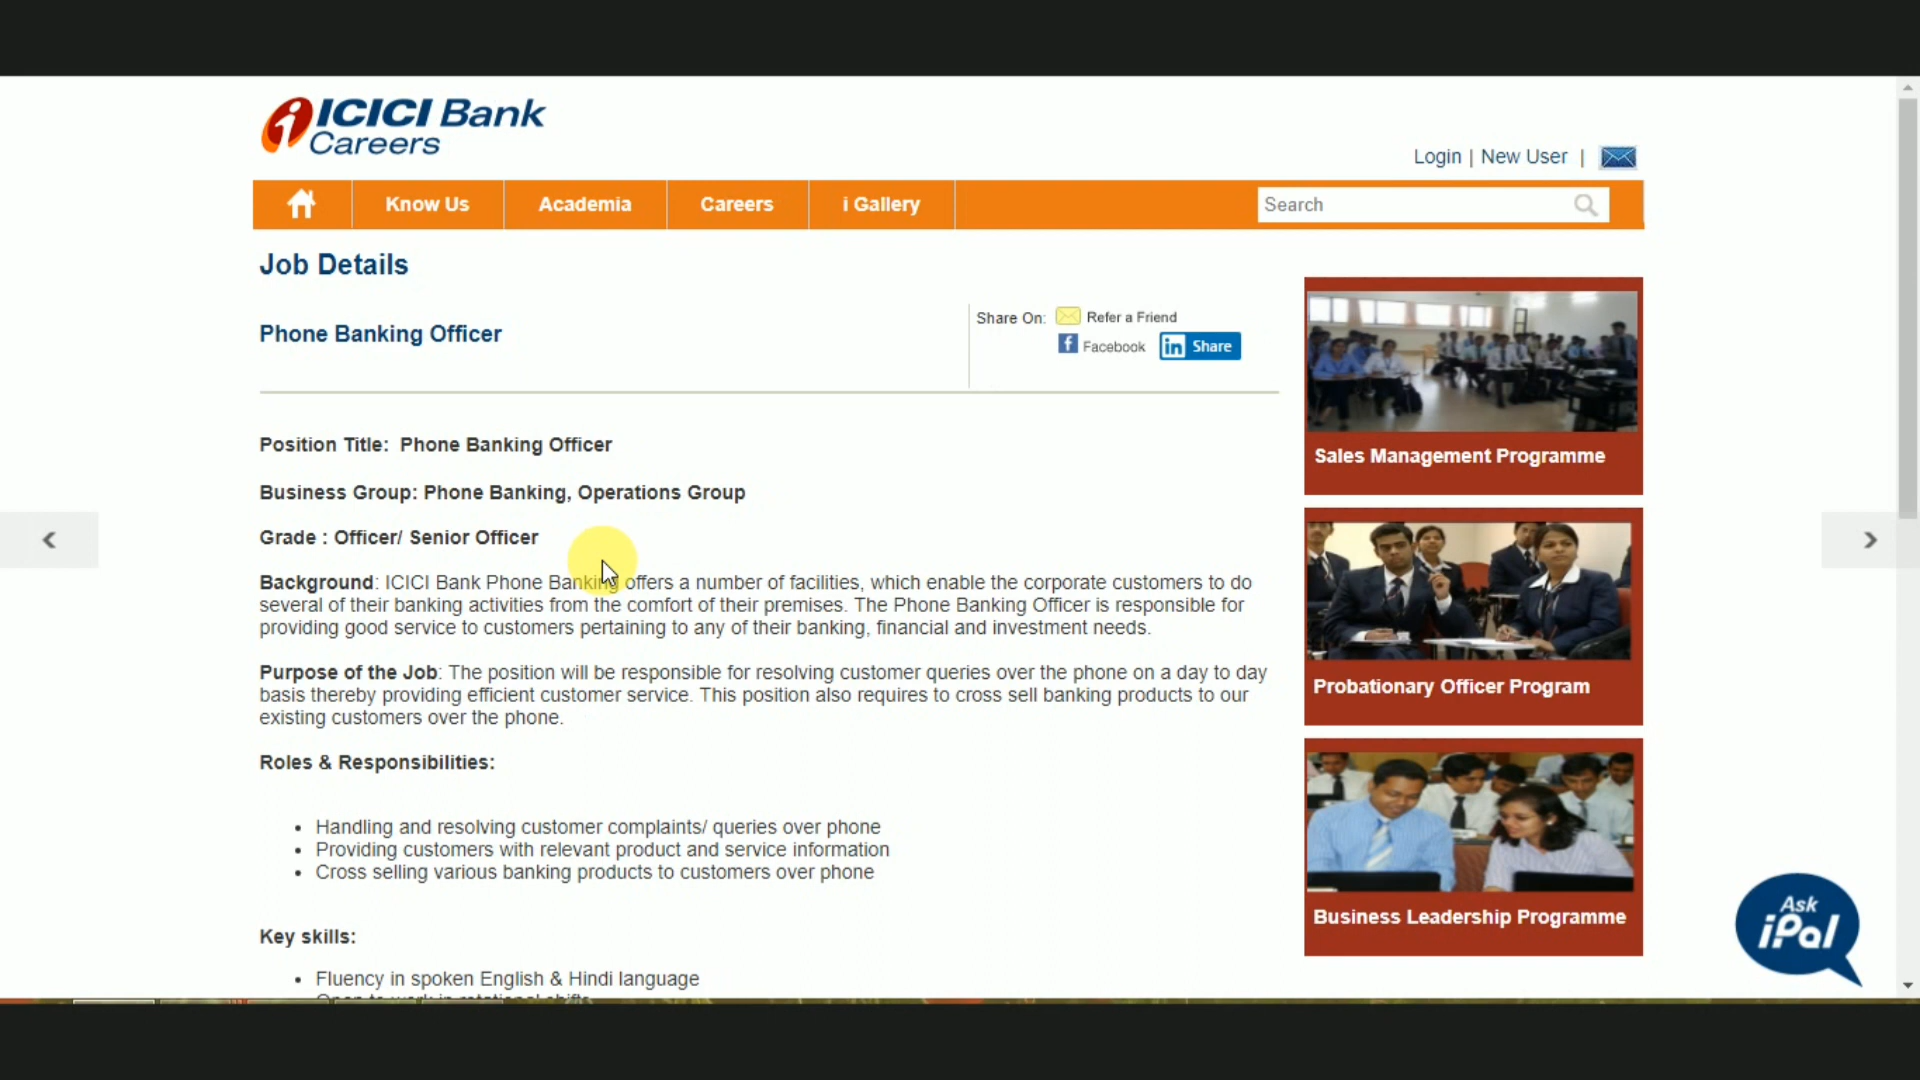 ICICI Bank
Careers
Login | New User |
Know Us
Academia
Careers
i Gallery
Search
Job Details
Phone Banking Officer
Share On: Refer a Friend
Facebook
in Share
Position Title: Phone Banking Officer
Business Group: Phone Banking, Operations Group
Grade : Officer/ Senior Officer
Background: ICICI Bank Phone Banking offers a number of facilities, which enable the corporate customers to do
several of their banking activities from the comfort of their premises. The Phone Banking Officer is responsible for
providing good service to customers pertaining to any of their banking, financial and investment needs.
Purpose of the Job: The position will be responsible for resolving customer queries over the phone on a day to day
basis thereby providing efficient customer service. This position also requires to cross sell banking products to our
existing customers over the phone.
Roles & Responsibilities:
• Handling and resolving customer complaints/ queries over phone
• Providing customers with relevant product and service information
• Cross selling various banking products to customers over phone
Key skills:
• Fluency in spoken English & Hindi language
Open to work in rotational shifts
Sales Management Programme
Probationary Officer Program
Business Leadership Programme
Ask
iPal